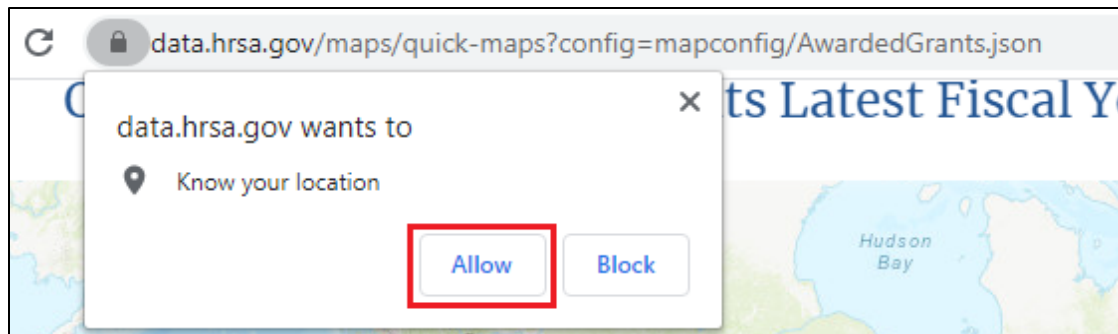 data.hrsa.gov/maps/quick-maps?config=mapconfig/AwardedGrants.json
ts Latest Fiscal
data.hrsa.gov wants to
Know your location
Allow Block
Hudson
Bay